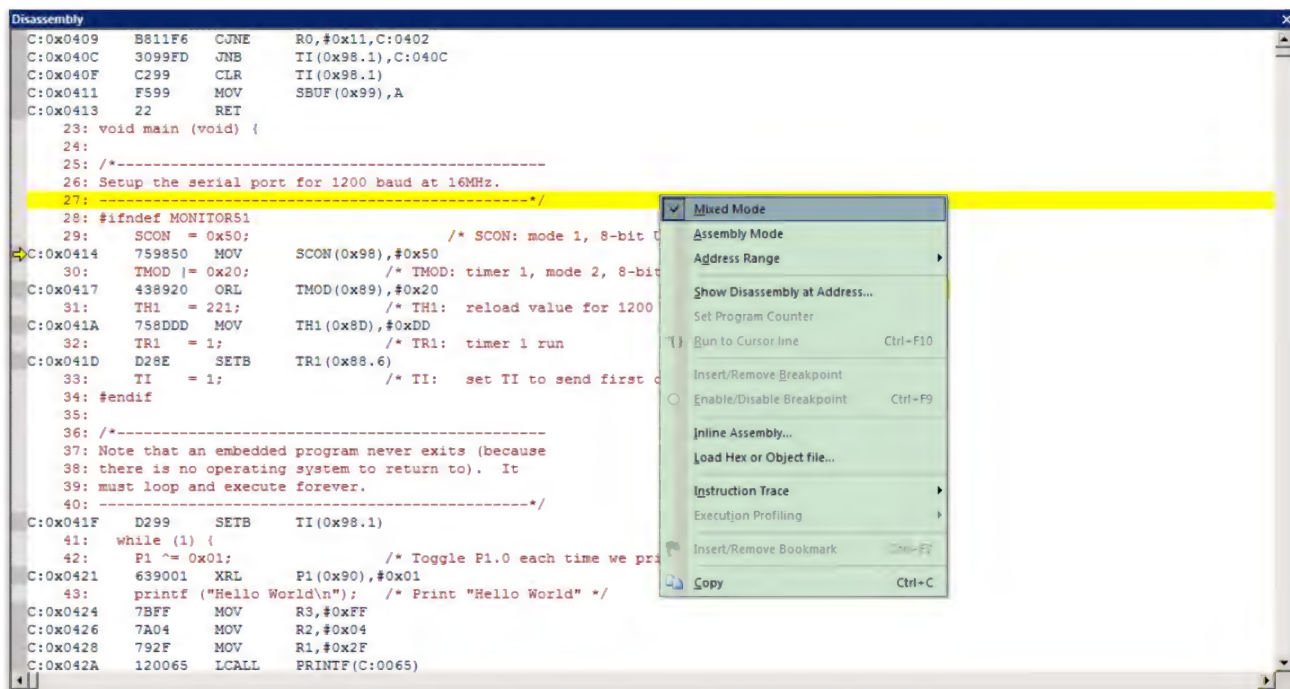 Disassembly
C:0x0409 B811F6 CJNE R0,#0x11,C:0402
C:0x040C 3099FD JNB TI(0x98.1),C:040C
C:0x040F C299 CLR TI(0x98.1)
C:0x0411 F599 MOV SBUF(0x99),A
C:0x0413 22 RET
23: void main (void) {
24:
25: /*--------------------------------------------------
26: Setup the serial port for 1200 baud at 16MHz.
27: --------------------------------------------------*/
28: #ifndef MONITOR51
29: SCON = 0x50; /* SCON: mode 1, 8-bit U
C:0x0414 759850 MOV SCON(0x98),#0x50
30: TMOD |= 0x20; /* TMOD: timer 1, mode 2, 8-bit
C:0x0417 438920 ORL TMOD(0x89),#0x20
31: TH1 = 221; /* TH1: reload value for 1200
C:0x041A 758DDD MOV TH1(0x8D),#0xDD
32: TR1 = 1; /* TR1: timer 1 run
C:0x041D D28E SETB TR1(0x88.6)
33: TI = 1; /* TI: set TI to send first c
34: #endif
35:
36: /*--------------------------------------------------
37: Note that an embedded program never exits (because
38: there is no operating system to return to). It
39: must loop and execute forever.
40: --------------------------------------------------*/
C:0x041F D299 SETB TI(0x98.1)
41: while (1) {
42: P1 ^= 0x01; /* Toggle P1.0 each time we pri
C:0x0421 639001 XRL P1(0x90),#0x01
43: printf ("Hello World\n"); /* Print "Hello World" */
C:0x0424 7BFF MOV R3,#0xFF
C:0x0426 7A04 MOV R2,#0x04
C:0x0428 792F MOV R1,#0x2F
C:0x042A 120065 LCALL PRINTF(C:0065)
Mixed Mode
Assembly Mode
Address Range
Show Disassembly at Address...
Set Program Counter
Run to Cursor line Ctrl+F10
Insert/Remove Breakpoint
Enable/Disable Breakpoint Ctrl+F9
Inline Assembly...
Load Hex or Object file...
Instruction Trace
Execution Profiling
Insert/Remove Bookmark
Copy Ctrl+C